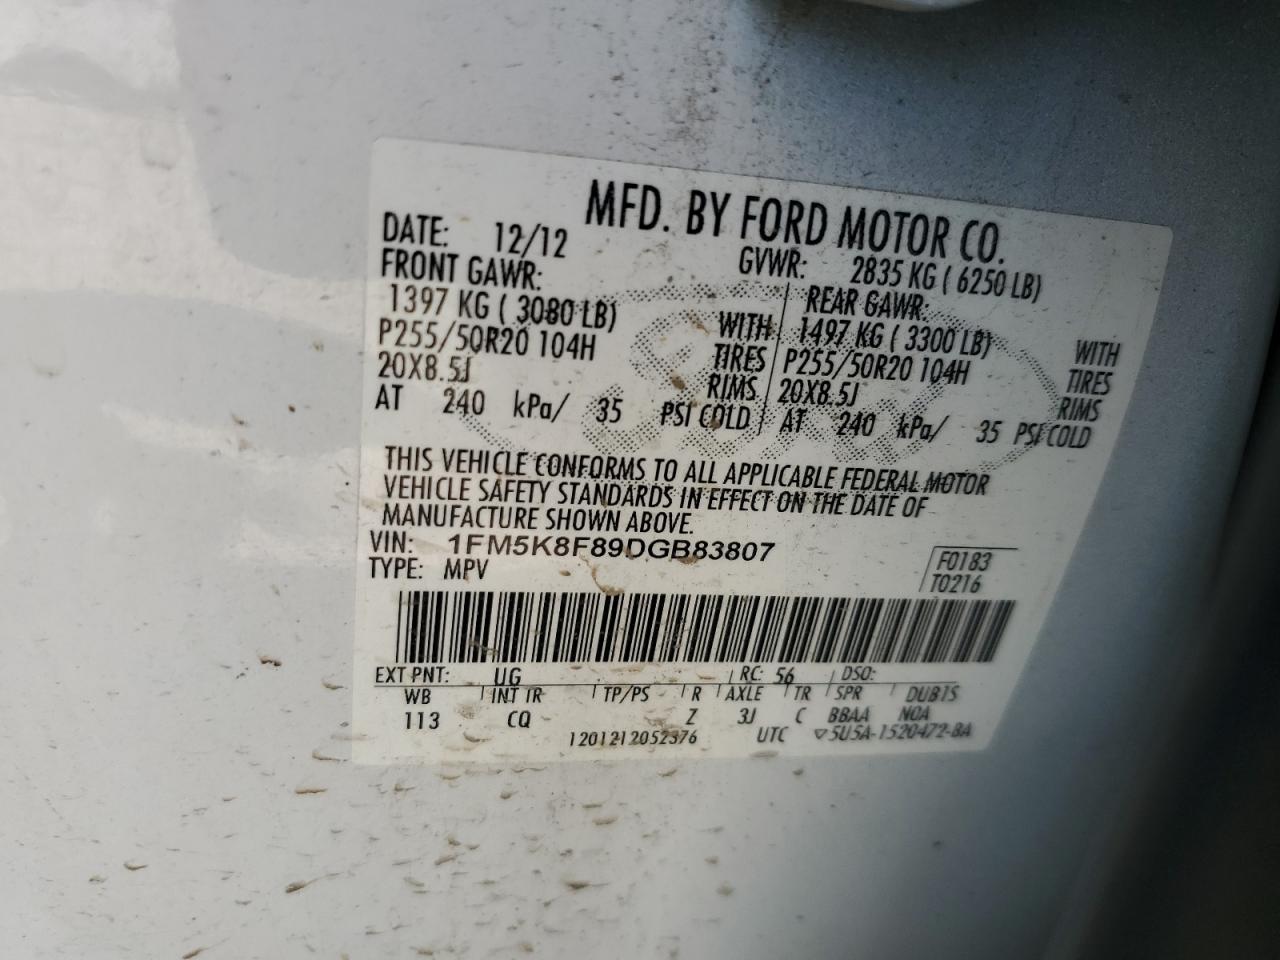 MFD. BY FORD MOTOR CO.
DATE: 12/12 GVWR: 2835 KG ( 6250 LB)
FRONT GAWR: REAR GAWR:
1397 KG ( 3080 LB) WITH 1497 KG ( 3300 LB) WITH
P255/50R20 104H TIRES P255/50R20 104H TIRES
20X8.5J RIMS 20X8.5J RIMS
AT 240 kPa/ 35 PSI COLD AT 240 kPa/ 35 PSI COLD
THIS VEHICLE CONFORMS TO ALL APPLICABLE FEDERAL MOTOR
VEHICLE SAFETY STANDARDS IN EFFECT ON THE DATE OF
MANUFACTURE SHOWN ABOVE.
VIN: 1FM5K8F89DGB83807 F0183
TYPE: MPV T0216
EXT PNT: UG RC: 56 DSO:
WB INT TR TP/PS R AXLE TR SPR
113 CQ Z 3J C BBAA
1201212052376 UTC ▽5U5A-1520472-BA